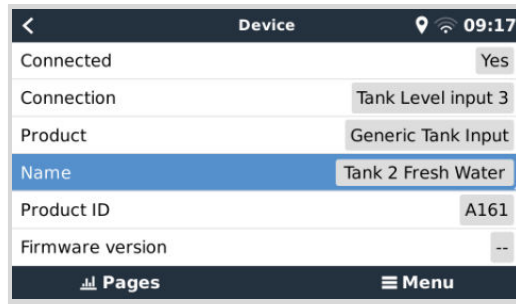 Device 09:17
Connected Yes
Connection Tank Level input 3
Product Generic Tank Input
Name Tank 2 Fresh Water
Product ID A161
Firmware version --
Pages Menu